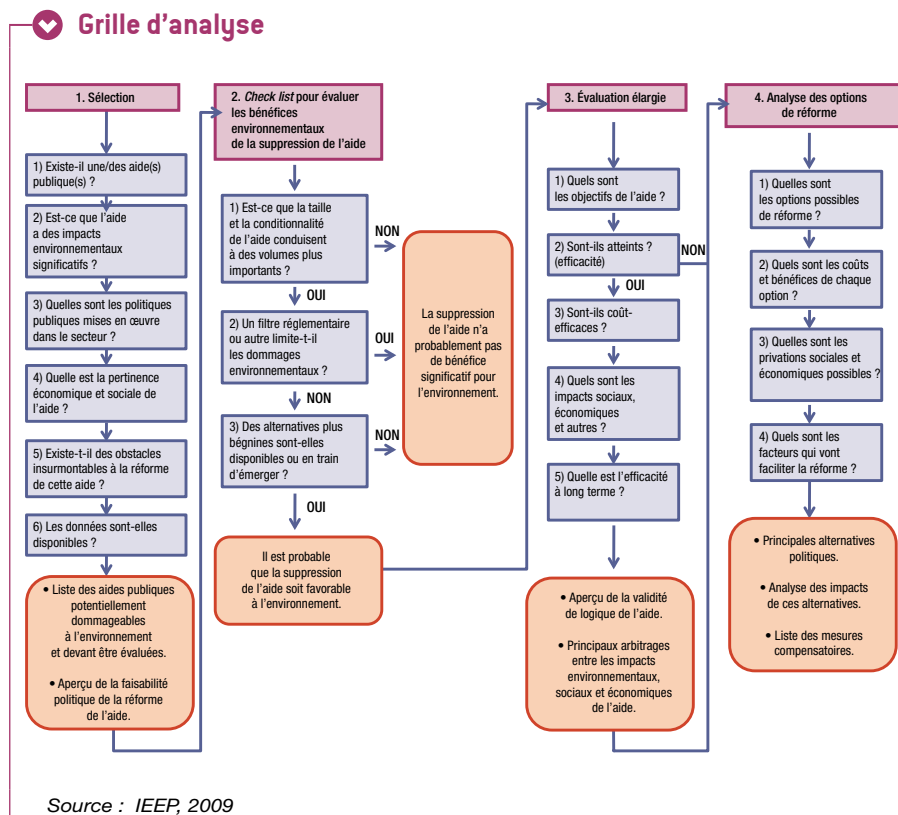 Grille d'analyse
1. Sélection
1) Existe-il une/des aide(s)
publique(s) ?
2) Est-ce que l'aide
a des impacts
environnementaux
significatifs ?
3) Quelles sont les politiques
publiques mises en œuvre
dans le secteur ?
4) Quelle est la pertinence
économique et sociale de
l'aide ?
5) Existe-t-il des obstacles
insurmontables à la réforme
de cette aide ?
6) Les données sont-elles
disponibles ?
• Liste des aides publiques
potentiellement
dommageables
à l'environnement
et devant être évaluées.
• Aperçu de la faisabilité
politique de la réforme
de l'aide.
2. Check list pour évaluer
les bénéfices
environnementaux
de la suppression de l'aide
1) Est-ce que la taille
et la conditionnalité
de l'aide conduisent
à des volumes plus
importants ?
NON
OUI
2) Un filtre réglementaire
ou autre limite-t-il
les dommages
environnementaux ?
OUI
NON
3) Des alternatives plus
bégnines sont-elles
disponibles ou en train
d'émerger ?
NON
OUI
La suppression
de l'aide n'a
probablement pas
de bénéfice
significatif pour
l'environnement.
Il est probable
que la suppression
de l'aide soit favorable
à l'environnement.
3. Évaluation élargie
1) Quels sont
les objectifs de l'aide ?
2) Sont-ils atteints ?
(efficacité)
NON
OUI
3) Sont-ils coût-
efficaces ?
4) Quels sont les
impacts sociaux,
économiques
et autres ?
5) Quelle est l'efficacité
à long terme ?
• Aperçu de la validité
de logique de l'aide.
• Principaux arbitrages
entre les impacts
environnementaux,
sociaux et économiques
de l'aide.
4. Analyse des options
de réforme
1) Quelles sont
les options possibles
de réforme ?
2) Quels sont les coûts
et bénéfices de chaque
option ?
3) Quelles sont les
privations sociales et
économiques possibles ?
4) Quels sont les
facteurs qui vont
faciliter la réforme ?
• Principales alternatives
politiques.
• Analyse des impacts
de ces alternatives.
• Liste des mesures
compensatoires.
Source : IEEP, 2009